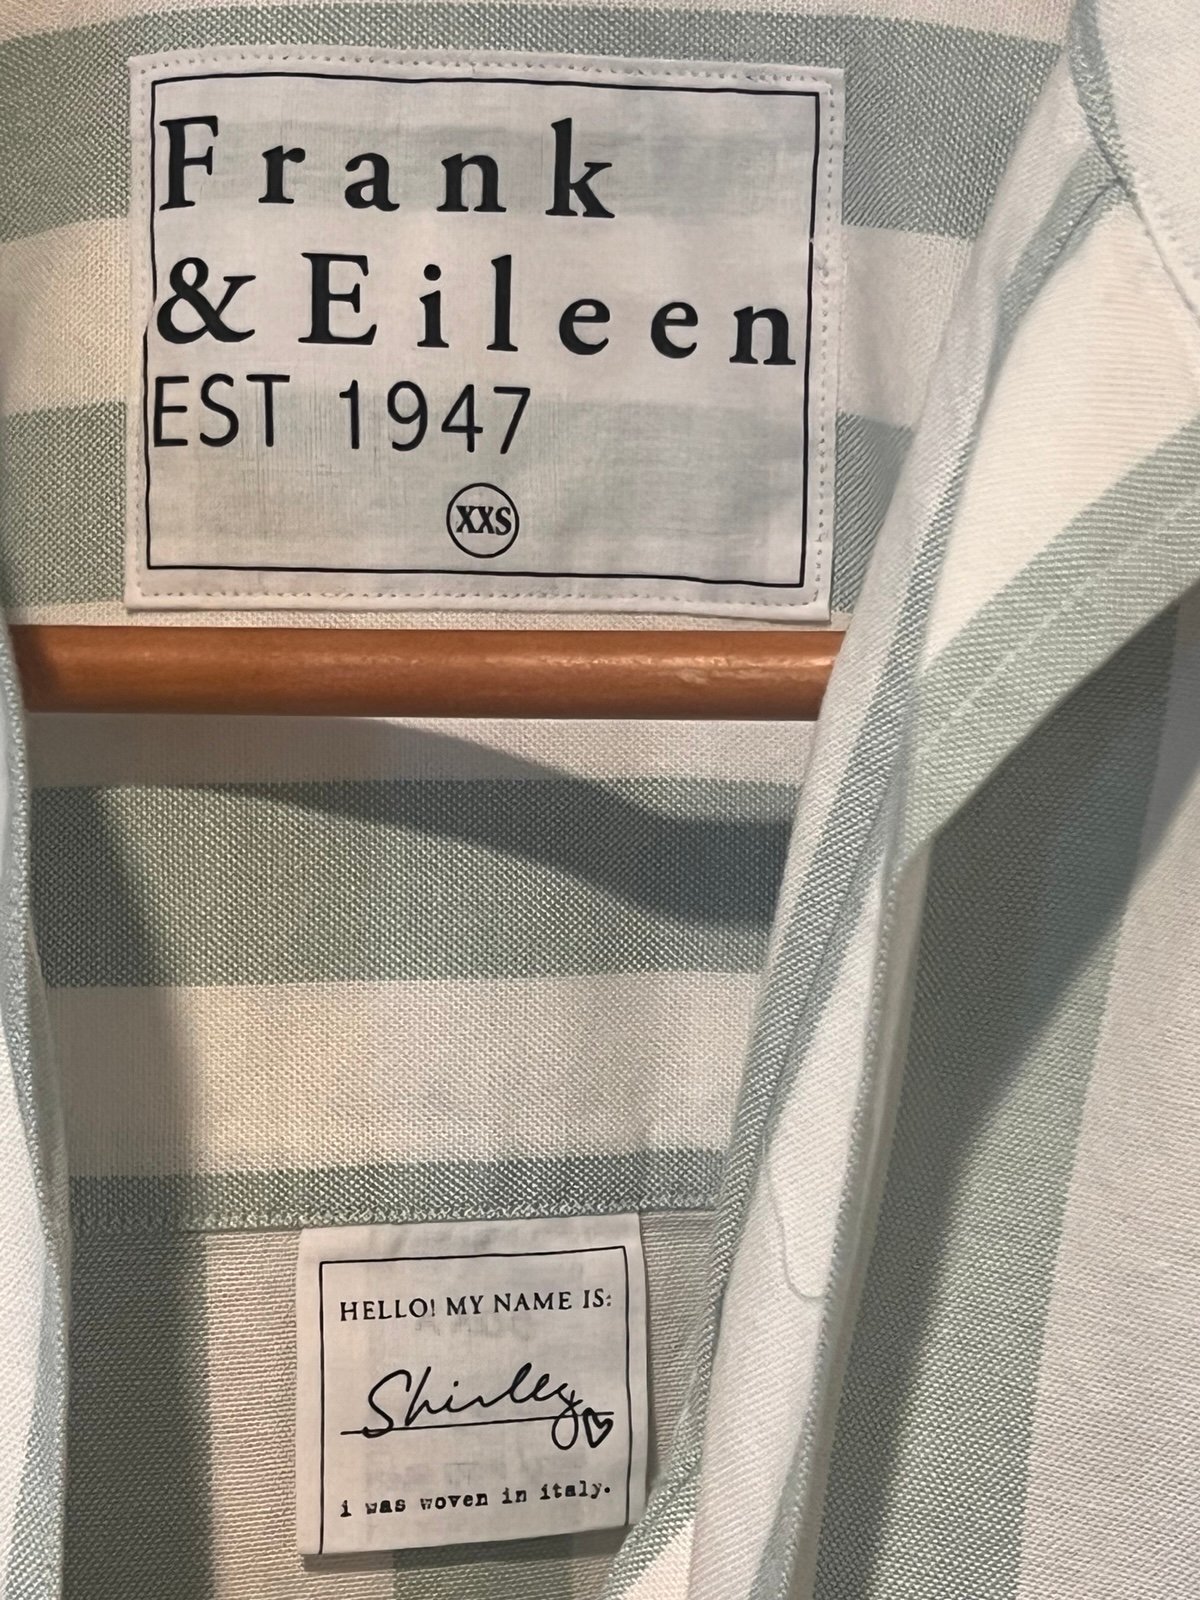 Frank
& Eileen
EST 1947
XXS
HELLO! MY NAME IS:
Shirley
i was woven in italy.